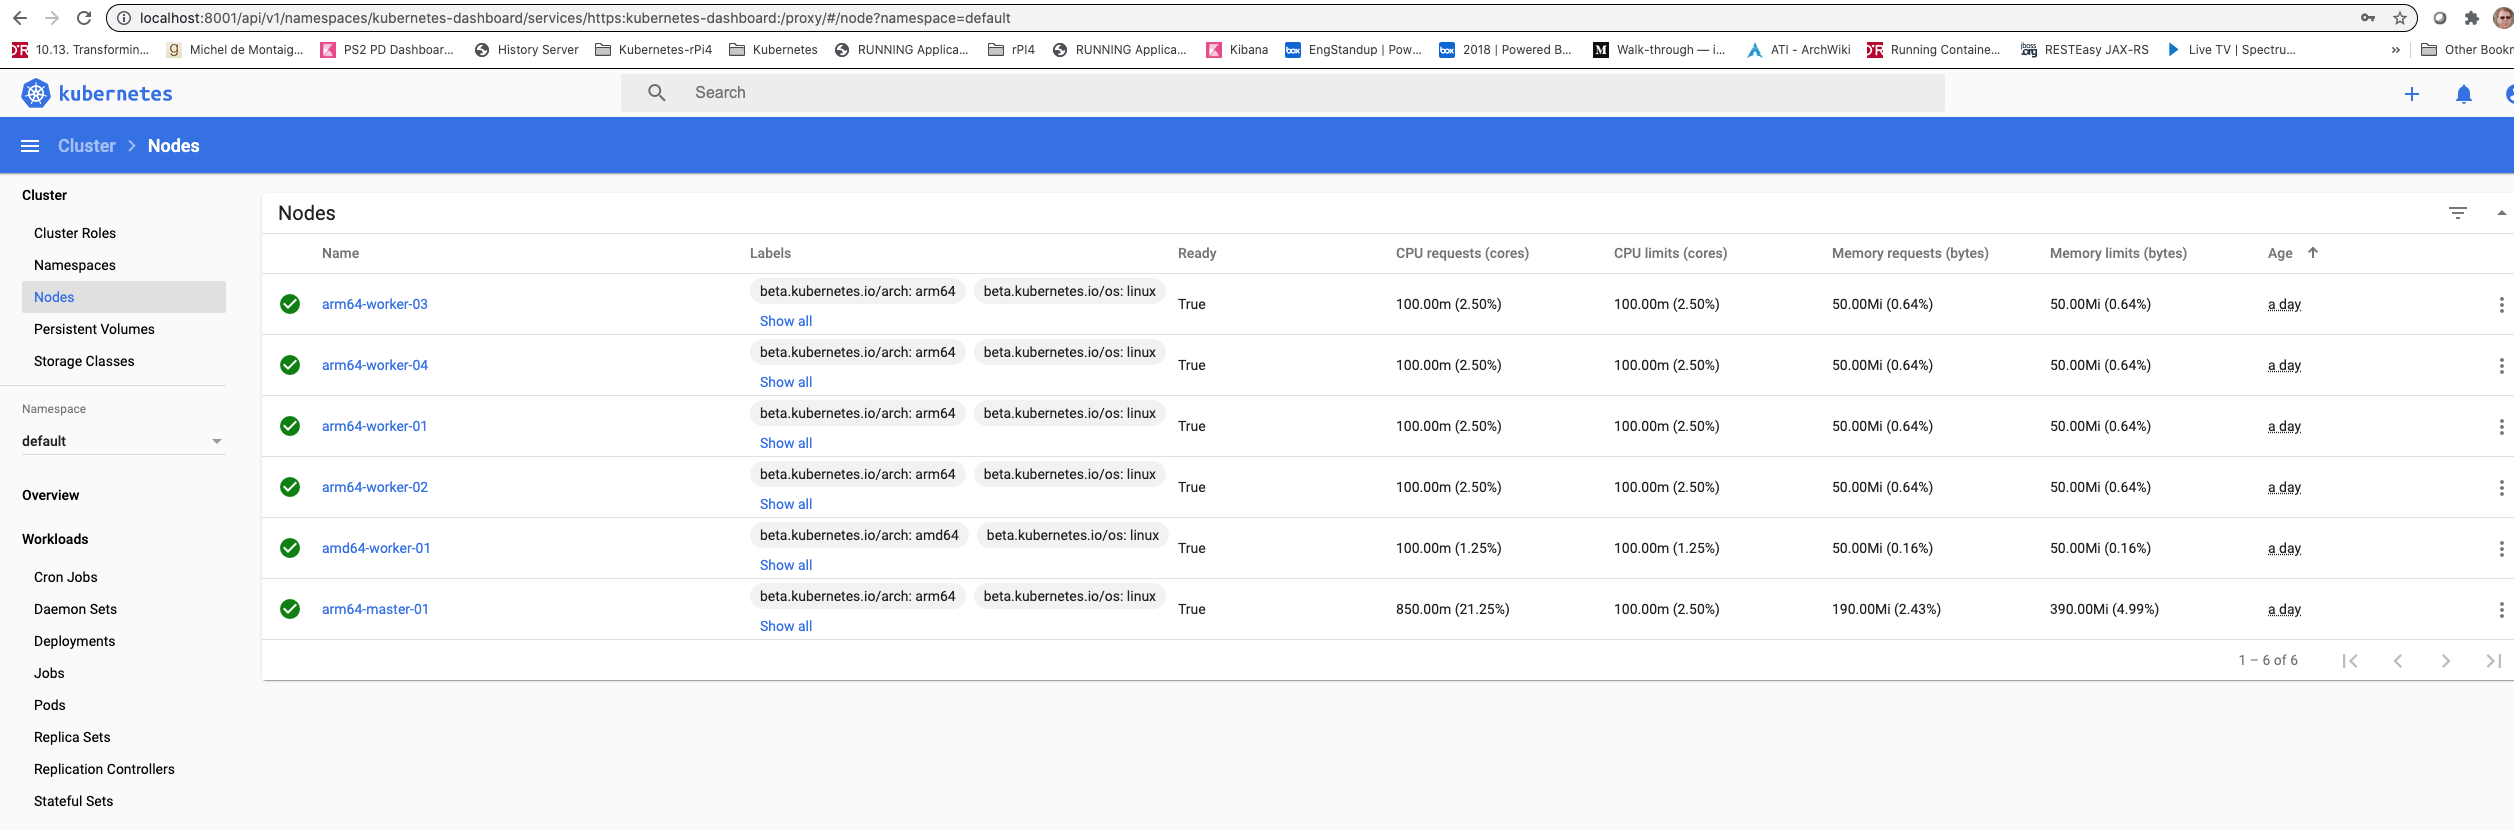 localhost:8001/api/v1/namespaces/kubernetes-dashboard/services/https:kubernetes-dashboard:/proxy/#/node?namespace=default
10.13. Transformin... Michel de Montaig... PS2 PD Dashboar... History Server Kubernetes-rPi4 Kubernetes RUNNING Applica... rPI4 RUNNING Applica... Kibana EngStandup | Pow... 2018 | Powered B... Walk-through — i... ATI - ArchWiki Running Containe... RESTEasy JAX-RS Live TV | Spectru... » Other Bookm
kubernetes Search
Cluster > Nodes
Cluster
Cluster Roles
Namespaces
Nodes
Persistent Volumes
Storage Classes
Namespace
default
Overview
Workloads
Cron Jobs
Daemon Sets
Deployments
Jobs
Pods
Replica Sets
Replication Controllers
Stateful Sets
Nodes
Name Labels Ready CPU requests (cores) CPU limits (cores) Memory requests (bytes) Memory limits (bytes) Age
arm64-worker-03 beta.kubernetes.io/arch: arm64 beta.kubernetes.io/os: linux True 100.00m (2.50%) 100.00m (2.50%) 50.00Mi (0.64%) 50.00Mi (0.64%) a day
Show all
arm64-worker-04 beta.kubernetes.io/arch: arm64 beta.kubernetes.io/os: linux True 100.00m (2.50%) 100.00m (2.50%) 50.00Mi (0.64%) 50.00Mi (0.64%) a day
Show all
arm64-worker-01 beta.kubernetes.io/arch: arm64 beta.kubernetes.io/os: linux True 100.00m (2.50%) 100.00m (2.50%) 50.00Mi (0.64%) 50.00Mi (0.64%) a day
Show all
arm64-worker-02 beta.kubernetes.io/arch: arm64 beta.kubernetes.io/os: linux True 100.00m (2.50%) 100.00m (2.50%) 50.00Mi (0.64%) 50.00Mi (0.64%) a day
Show all
amd64-worker-01 beta.kubernetes.io/arch: amd64 beta.kubernetes.io/os: linux True 100.00m (1.25%) 100.00m (1.25%) 50.00Mi (0.16%) 50.00Mi (0.16%) a day
Show all
arm64-master-01 beta.kubernetes.io/arch: arm64 beta.kubernetes.io/os: linux True 850.00m (21.25%) 100.00m (2.50%) 190.00Mi (2.43%) 390.00Mi (4.99%) a day
Show all
1 – 6 of 6